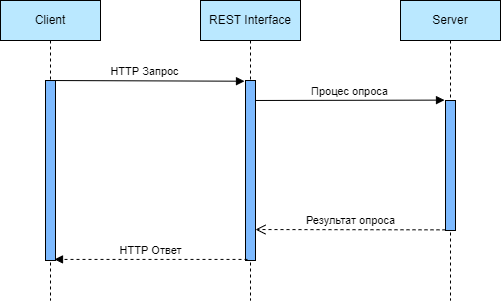 Client
REST Interface
Server
HTTP Запрос
Процес опроса
Результат опроса
HTTP Ответ